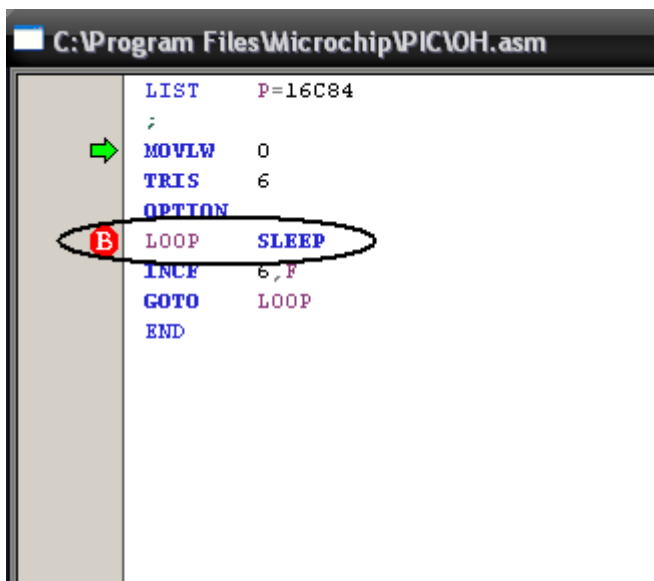 C:\Program Files\Microchip\PIC\OH.asm
LIST P=16C84
;
MOVLW 0
TRIS 6
OPTION
B LOOP SLEEP
INCF 6,F
GOTO LOOP
END